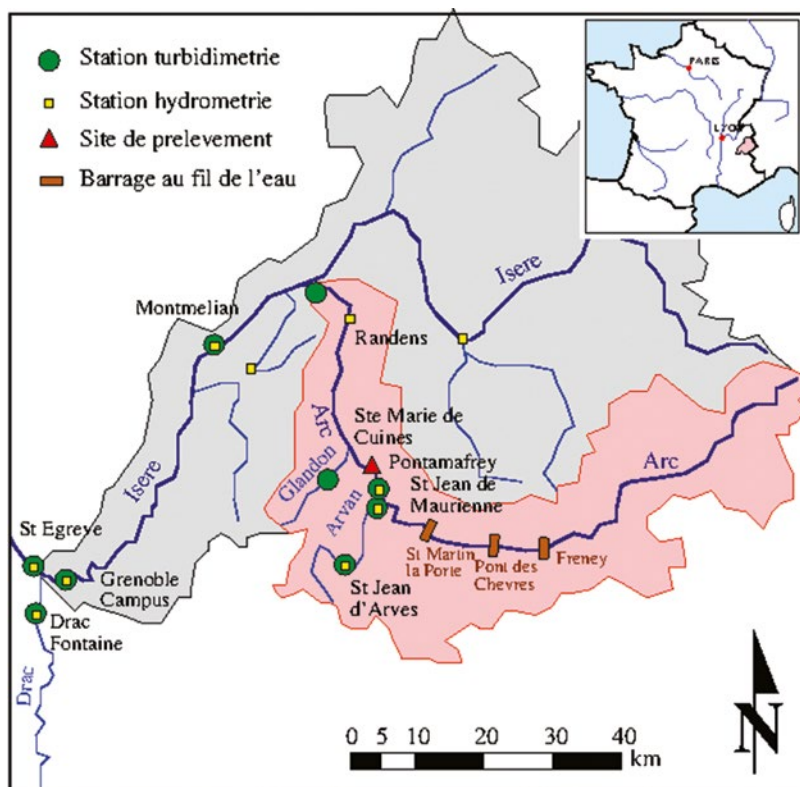 Station turbidimetrie
Station hydrometrie
Site de prelevement
Barrage au fil de l'eau
PARIS
LYON
Isere
Montmelian
Randens
Arc
Ste Marie de
Cuines
Pontamafrey
Glandon
St Jean de
Maurienne
Arc
Arvan
Isere
St Egreve
Grenoble
Campus
St Martin
la Porte
Pont des
Chevres
Freney
St Jean
d'Arves
Drac
Fontaine
Drac
0 5 10 20 30 40
km
N